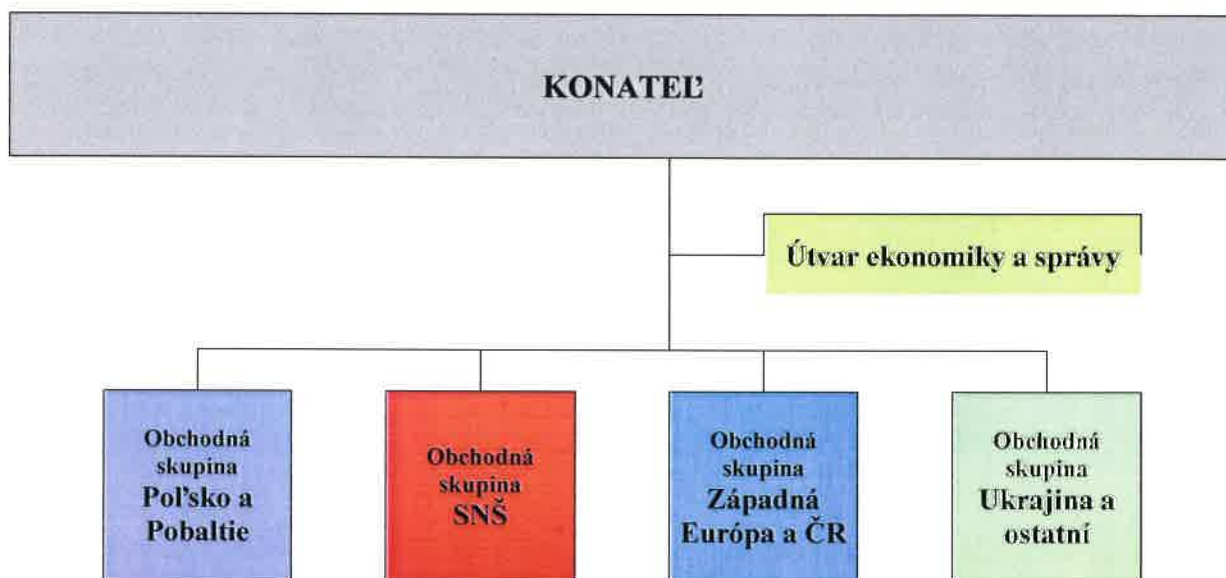 KONATEĽ
Útvar ekonomiky a správy
Obchodná
skupina
Poľsko a
Pobaltie
Obchodná
skupina
SNŠ
Obchodná
skupina
Západná
Európa a ČR
Obchodná
skupina
Ukrajina a
ostatní